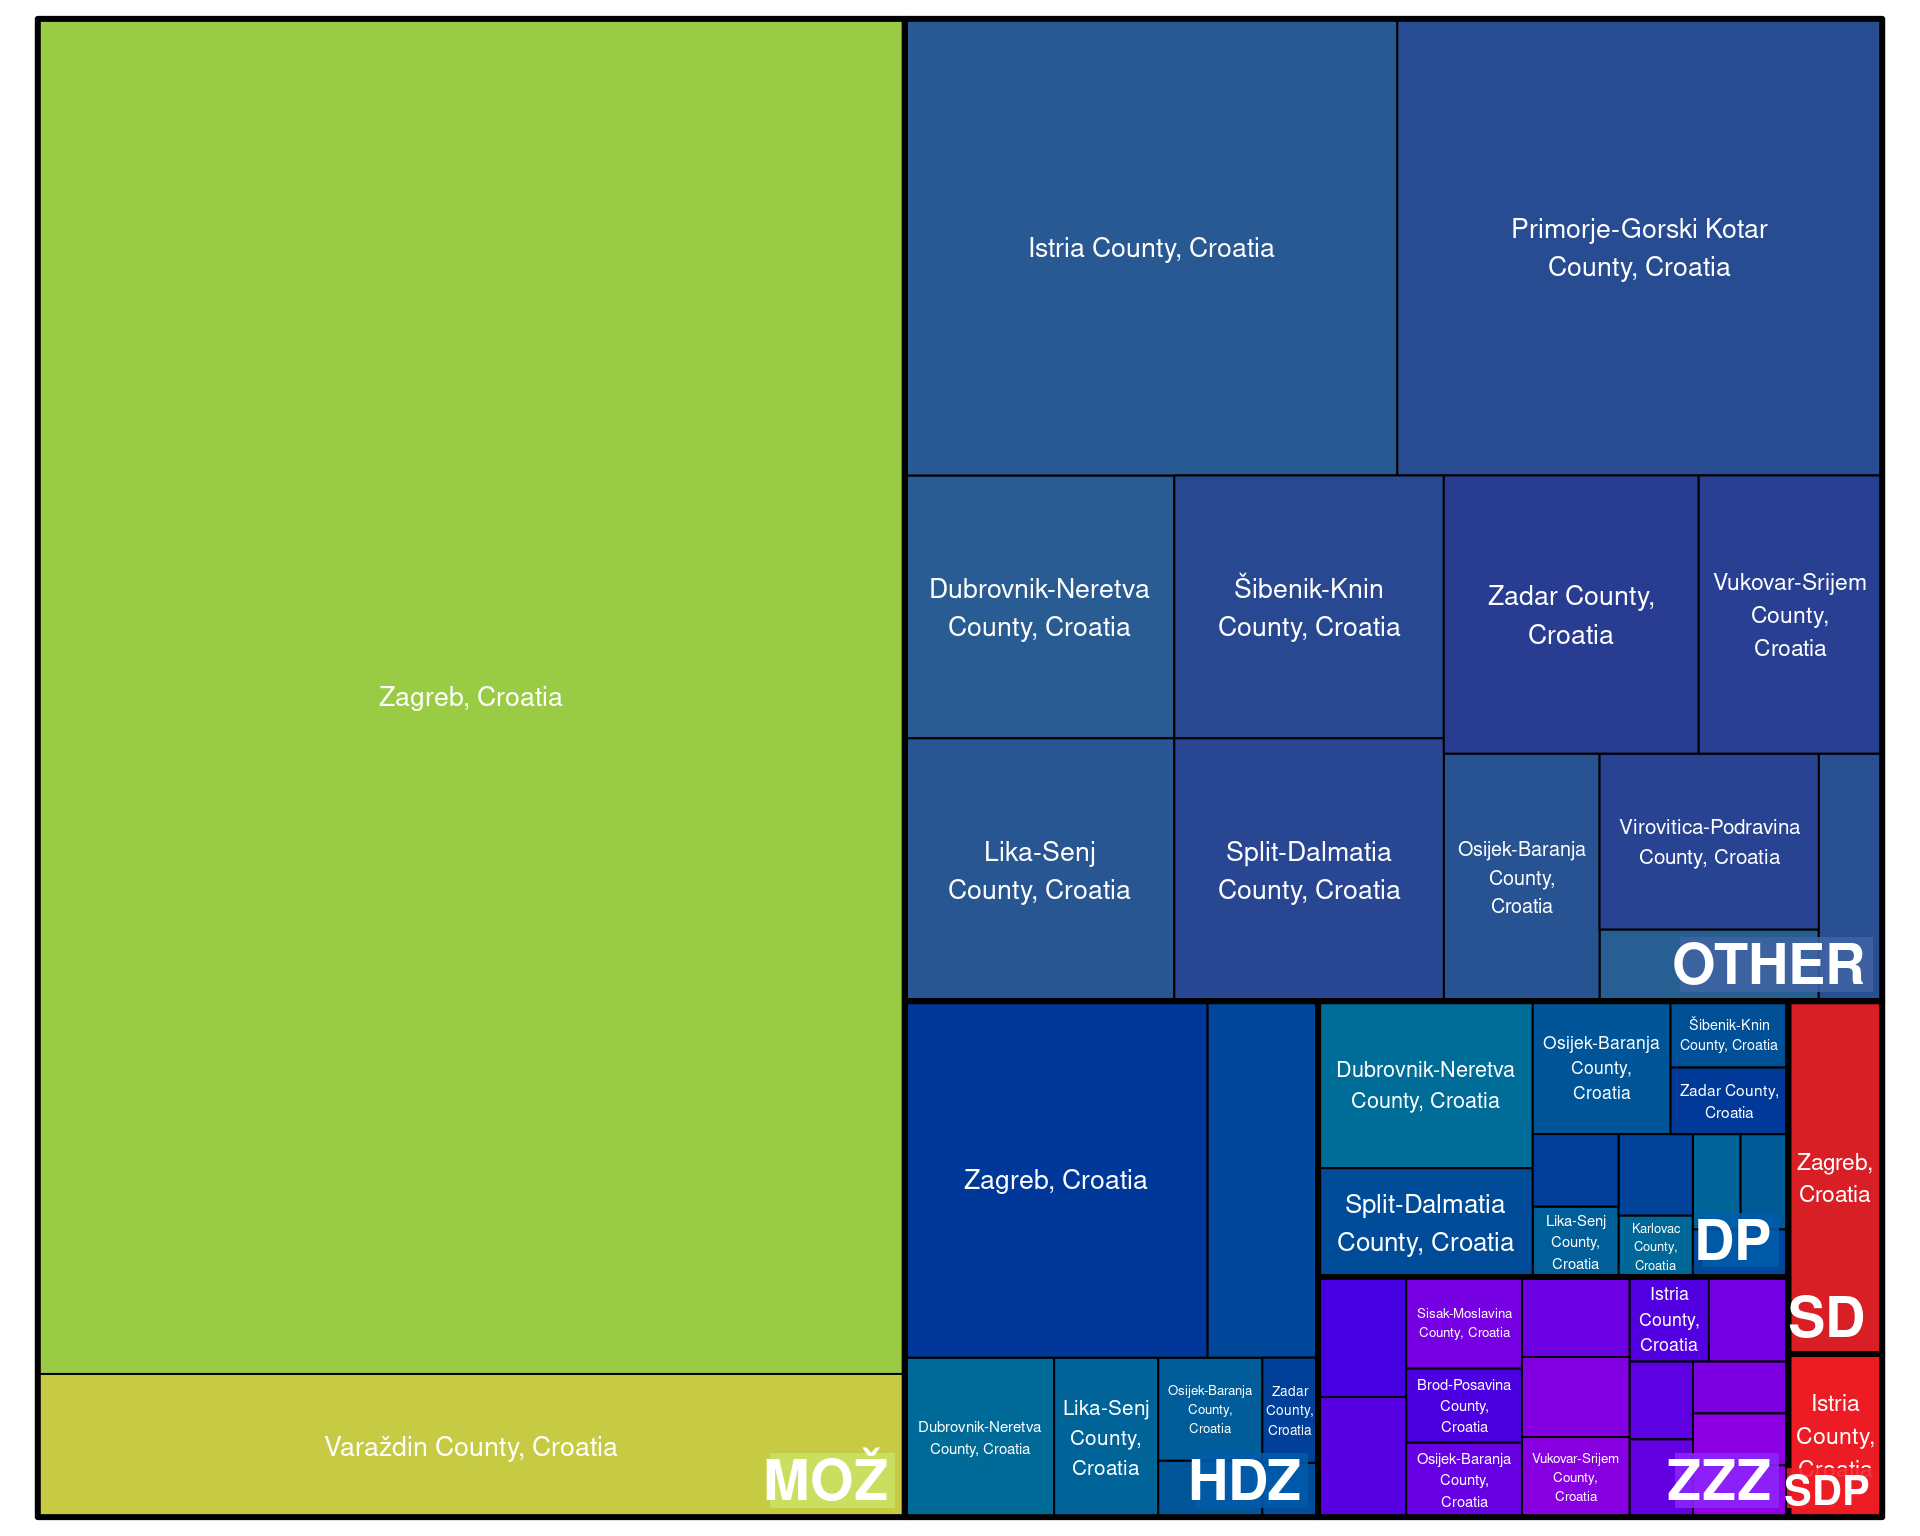 Zagreb, Croatia
Varaždin County, Croatia
MOŽ
Istria County, Croatia
Primorje-Gorski Kotar
County, Croatia
Dubrovnik-Neretva
County, Croatia
Šibenik-Knin
County, Croatia
Zadar County,
Croatia
Vukovar-Srijem
County,
Croatia
Lika-Senj
County, Croatia
Split-Dalmatia
County, Croatia
Osijek-Baranja
County,
Croatia
Virovitica-Podravina
County, Croatia
OTHER
Zagreb, Croatia
Dubrovnik-Neretva
County, Croatia
Lika-Senj
County,
Croatia
Osijek-Baranja
County,
Croatia
Zadar
County,
Croatia
HDZ
Dubrovnik-Neretva
County, Croatia
Split-Dalmatia
County, Croatia
Osijek-Baranja
County,
Croatia
Šibenik-Knin
County, Croatia
Zadar County,
Croatia
Lika-Senj
County,
Croatia
Karlovac
County,
Croatia
DP
Sisak-Moslavina
County, Croatia
Brod-Posavina
County,
Croatia
Osijek-Baranja
County,
Croatia
Vukovar-Srijem
County,
Croatia
Istria
County,
Croatia
ZZZ
Zagreb,
Croatia
SD
Istria
County,
Croatia
SDP